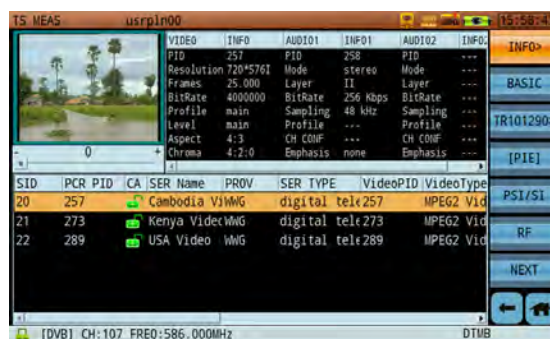 TS MEAS usrpln00 15:58:4
VIDEO INFO AUDIO1 INFO1 AUDIO2 INFO2
PID 257 PID 258 PID ---
Resolution 720*576I Mode stereo Mode ---
Frames 25.000 Layer II Layer ---
BitRate 4000000 BitRate 256 Kbps BitRate ---
Profile main Sampling 48 kHz Sampling ---
Level main Profile --- Profile ---
Aspect 4:3 CH CONF --- CH CONF ---
Chroma 4:2:0 Emphasis none Emphasis ---
- 0 +
SID PCR PID CA SER Name PROV SER TYPE VideoPID VideoType
20 257 Cambodia Vi WWG digital tele 257 MPEG2 Vid
21 273 Kenya Videc WWG digital tele 273 MPEG2 Vid
22 289 USA Video WWG digital tele 289 MPEG2 Vid
INFO>
BASIC
TR101290>
[PIE]
PSI/SI
RF
NEXT
[DVB] CH:107 FREQ:586.000MHz DTMB